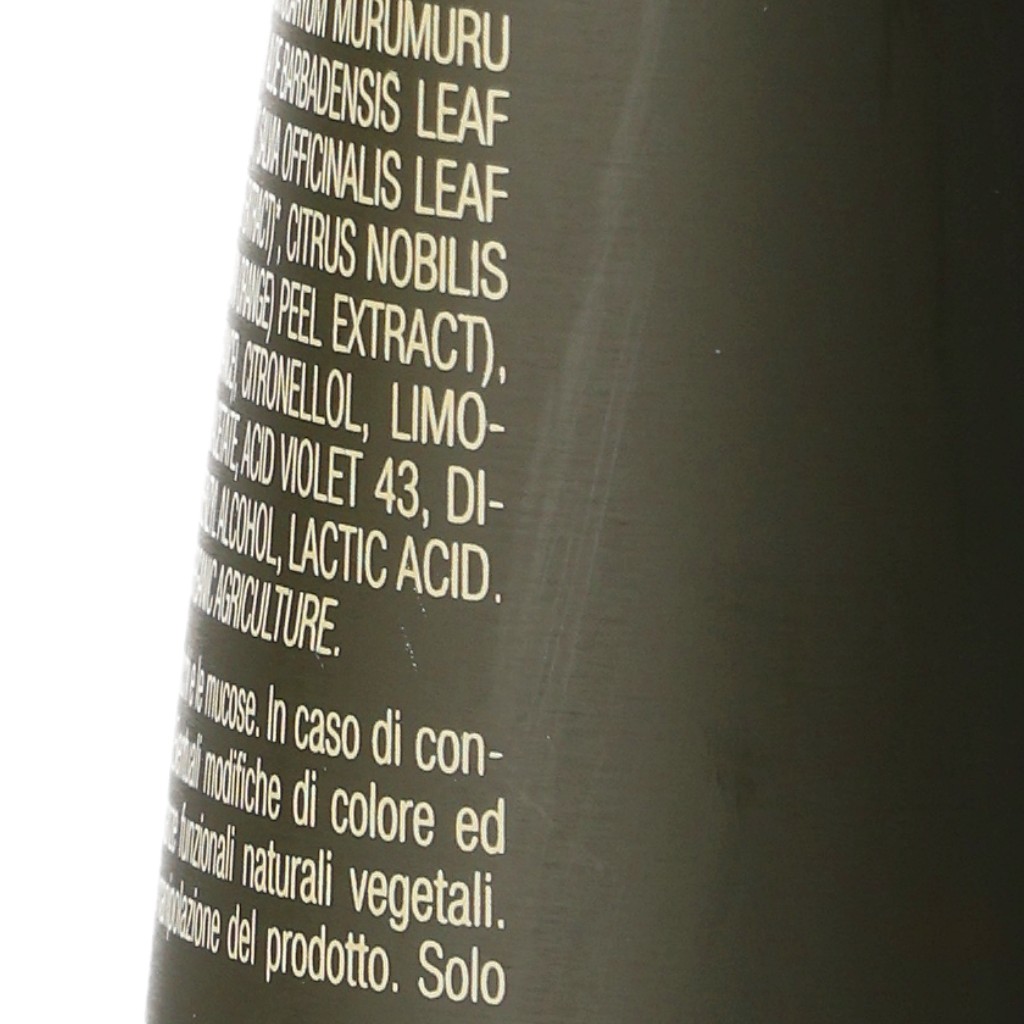 MURUMURU
BARBADENSIS LEAF
OFFICINALIS LEAF
CITRUS NOBILIS
PEEL EXTRACT),
CITRONELLOL, LIMO-
ACID VIOLET 43, DI-
ALCOHOL, LACTIC ACID.
AGRICULTURE.
e le mucose. In caso di con-
modifiche di colore ed
funzionali naturali vegetali.
del prodotto. Solo